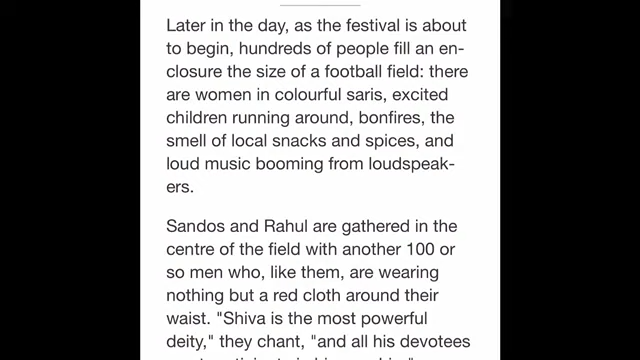 Later in the day, as the festival is about
to begin, hundreds of people fill an en-
closure the size of a football field: there
are women in colourful saris, excited
children running around, bonfires, the
smell of local snacks and spices, and
loud music booming from loudspeak-
ers.
Sandos and Rahul are gathered in the
centre of the field with another 100 or
so men who, like them, are wearing
nothing but a red cloth around their
waist. "Shiva is the most powerful
deity," they chant, "and all his devotees